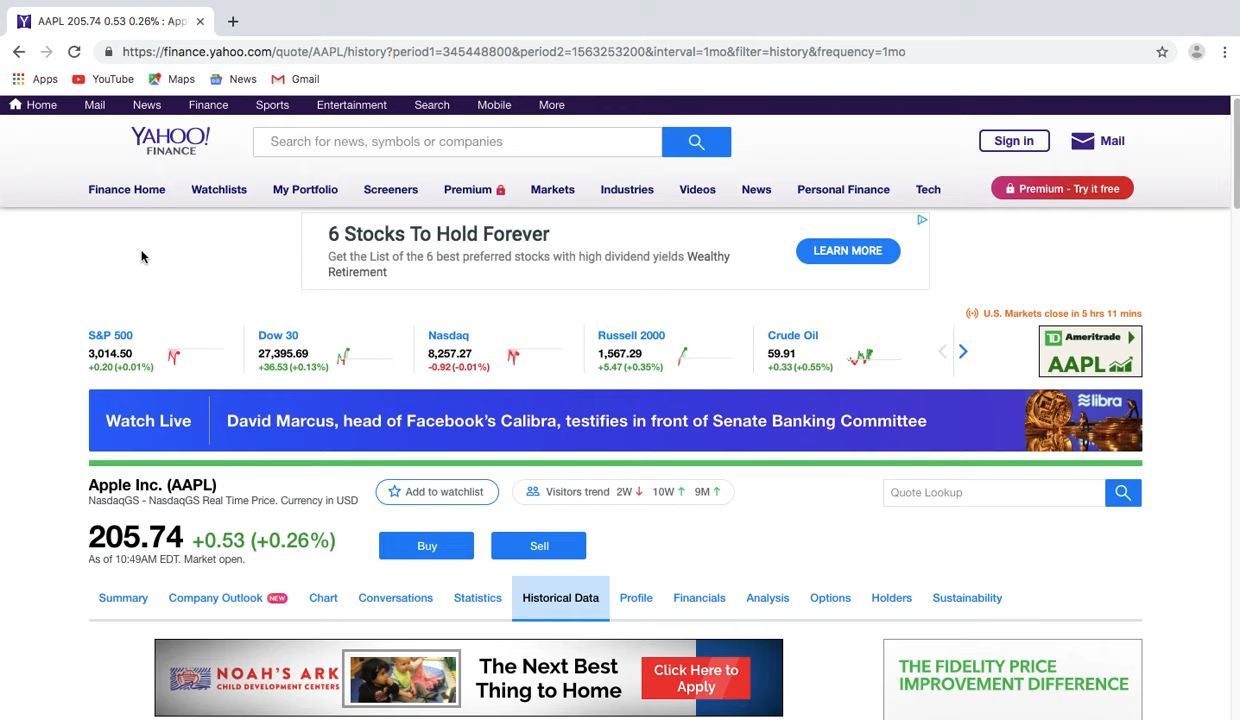 AAPL 205.74 0.53 0.26% : Appl
https://finance.yahoo.com/quote/AAPL/history?period1=345448800&period2=1563253200&interval=1mo&filter=history&frequency=1mo
Apps YouTube Maps News Gmail
Home Mail News Finance Sports Entertainment Search Mobile More
YAHOO!
FINANCE
Search for news, symbols or companies
Sign in Mail
Finance Home Watchlists My Portfolio Screeners Premium Markets Industries Videos News Personal Finance Tech Premium - Try it free
6 Stocks To Hold Forever
Get the List of the 6 best preferred stocks with high dividend yields Wealthy
Retirement
LEARN MORE
U.S. Markets close in 5 hrs 11 mins
S&P 500 Dow 30 Nasdaq Russell 2000 Crude Oil
3,014.50 27,395.69 8,257.27 1,567.29 59.91
+0.20 (+0.01%) +36.53 (+0.13%) -0.92 (-0.01%) +5.47 (+0.35%) +0.33 (+0.55%)
TD Ameritrade
AAPL
Watch Live David Marcus, head of Facebook's Calibra, testifies in front of Senate Banking Committee
libra
Apple Inc. (AAPL)
NasdaqGS - NasdaqGS Real Time Price. Currency in USD
Add to watchlist
Visitors trend 2W↓ 10W↑ 9M↑
Quote Lookup
205.74 +0.53 (+0.26%)
As of 10:49AM EDT. Market open.
Buy Sell
Summary Company Outlook NEW Chart Conversations Statistics Historical Data Profile Financials Analysis Options Holders Sustainability
NOAH'S ARK
CHILD DEVELOPMENT CENTERS
The Next Best
Thing to Home
Click Here to
Apply
THE FIDELITY PRICE
IMPROVEMENT DIFFERENCE